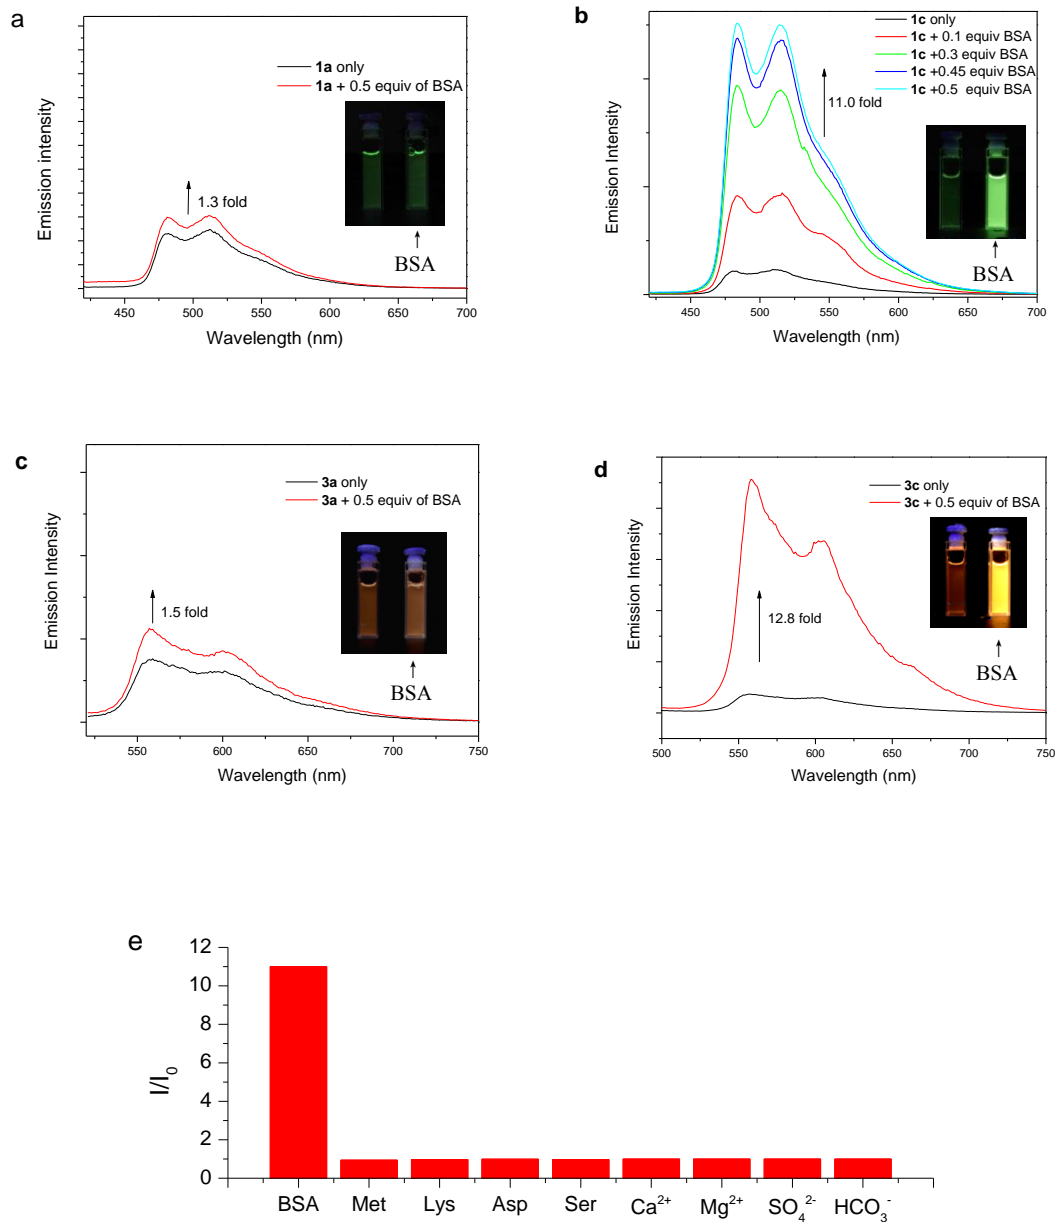 a
1a only
1a + 0.5 equiv of BSA
1.3 fold
BSA
Emission intensity
450 500 550 600 650 700
Wavelength (nm)
b
1c only
1c + 0.1 equiv BSA
1c +0.3 equiv BSA
1c +0.45 equiv BSA
1c +0.5 equiv BSA
11.0 fold
BSA
Emission Intensity
450 500 550 600 650 700
Wavelength (nm)
c
3a only
3a + 0.5 equiv of BSA
1.5 fold
BSA
Emission Intensity
550 600 650 700 750
Wavelength (nm)
d
3c only
3c + 0.5 equiv of BSA
12.8 fold
BSA
Emission Intensity
500 550 600 650 700 750
Wavelength (nm)
e
12
10
8
6
4
2
0
I/I0
BSA Met Lys Asp Ser Ca2+ Mg2+ SO42- HCO3-